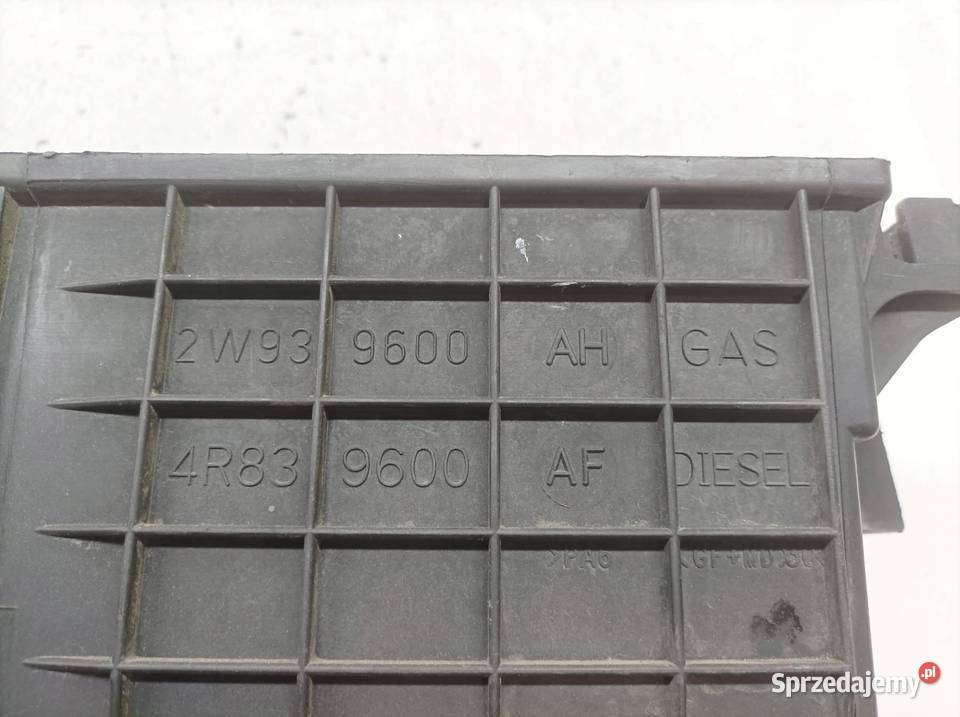 2W93 9600 AH GAS
4R83 9600 AF DIESEL
>PA6
Sprzedajemy.pl